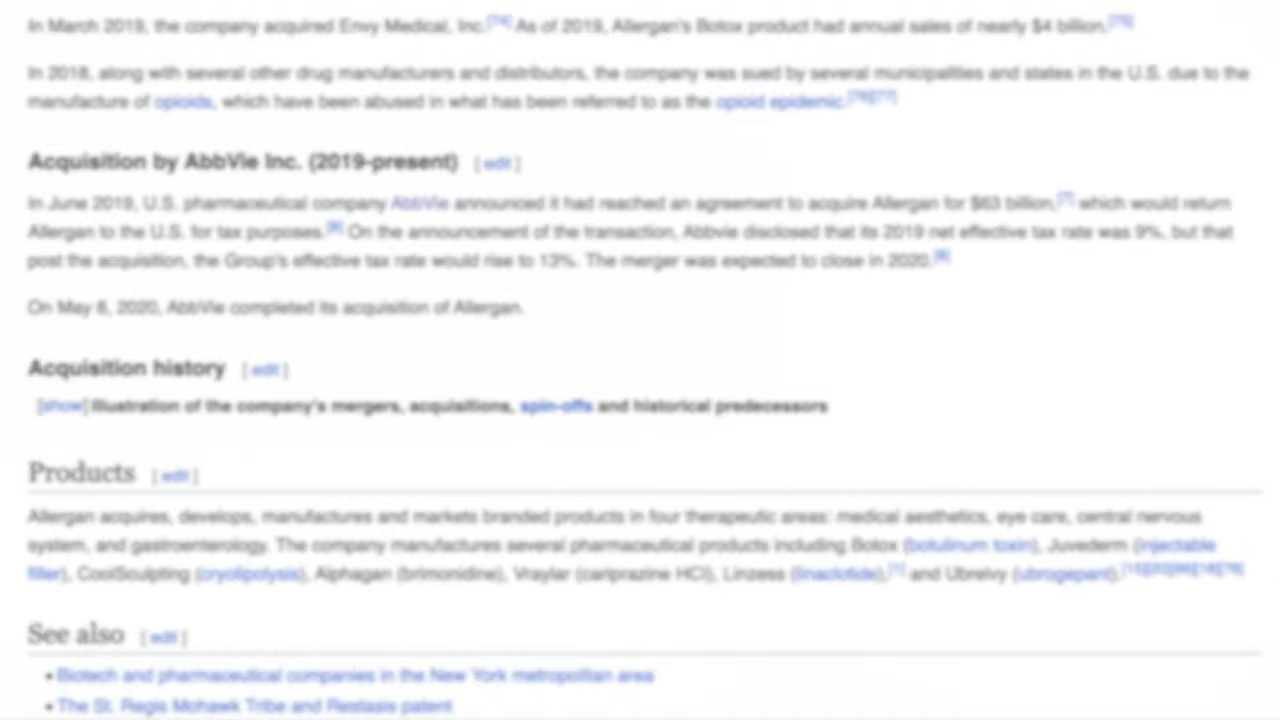 In March 2019, the company acquired Envy Medical, Inc.[74] As of 2019, Allergan's Botox product had annual sales of nearly $4 billion.[75]
In 2018, along with several other drug manufacturers and distributors, the company was sued by several municipalities and states in the U.S. due to the
manufacture of opioids, which have been abused in what has been referred to as the opioid epidemic.[76][77]
Acquisition by AbbVie Inc. (2019-present) [ edit ]
In June 2019, U.S. pharmaceutical company AbbVie announced it had reached an agreement to acquire Allergan for $63 billion,[7] which would return
Allergan to the U.S. for tax purposes.[8] On the announcement of the transaction, Abbvie disclosed that its 2019 net effective tax rate was 9%, but that
post the acquisition, the Group's effective tax rate would rise to 13%. The merger was expected to close in 2020.[8]
On May 8, 2020, AbbVie completed its acquisition of Allergan.
Acquisition history [ edit ]
[show] Illustration of the company's mergers, acquisitions, spin-offs and historical predecessors
Products [ edit ]
Allergan acquires, develops, manufactures and markets branded products in four therapeutic areas: medical aesthetics, eye care, central nervous
system, and gastroenterology. The company manufactures several pharmaceutical products including Botox (botulinum toxin), Juvederm (injectable
filler), CoolSculpting (cryolipolysis), Alphagan (brimonidine), Vraylar (cariprazine HCl), Linzess (linaclotide),[1] and Ubrelvy (ubrogepant).
See also [ edit ]
• Biotech and pharmaceutical companies in the New York metropolitan area
• The St. Regis Mohawk Tribe and Restasis patent